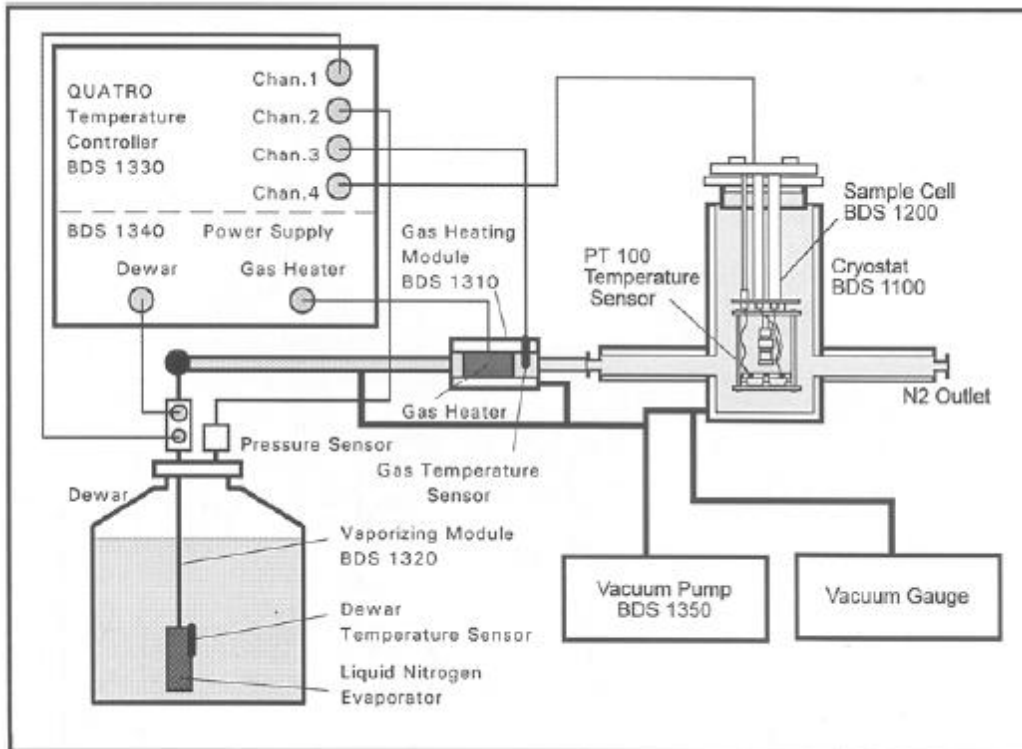 QUATRO
Temperature
Controller
BDS 1330
Chan.1
Chan.2
Chan.3
Chan.4
BDS 1340
Power Supply
Dewar
Gas Heater
Gas Heating
Module
BDS 1310
PT 100
Temperature
Sensor
Sample Cell
BDS 1200
Cryostat
BDS 1100
N2 Outlet
Gas Heater
Gas Temperature
Sensor
Pressure Sensor
Dewar
Vaporizing Module
BDS 1320
Dewar
Temperature Sensor
Liquid Nitrogen
Evaporator
Vacuum Pump
BDS 1350
Vacuum Gauge